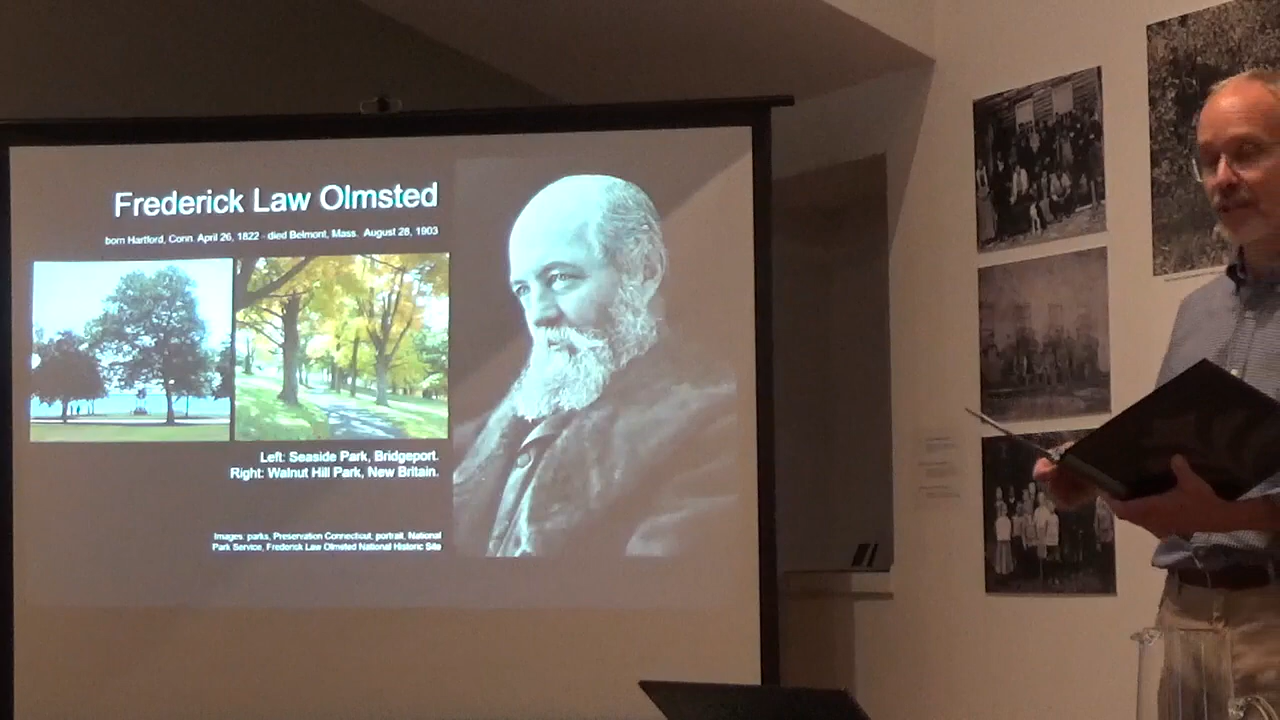 Frederick Law Olmsted
born Hartford, Conn. April 26, 1822 - died Belmont, Mass. August 28, 1903
Left: Seaside Park, Bridgeport.
Right: Walnut Hill Park, New Britain.
Images: parks, Preservation Connecticut, portrait, National
Park Service, Frederick Law Olmsted National Historic Site